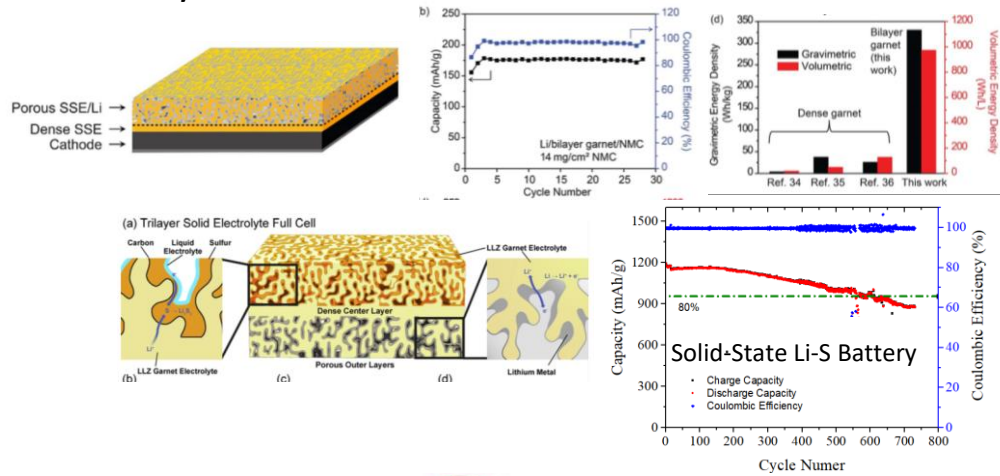 Porous SSE/Li
Dense SSE
Cathode
b)
Capacity (mAh/g)
250
200
150
100
50
0
0
5
10
15
20
25
30
Cycle Number
120
100
80
60
40
20
0
Coulombic Efficiency (%)
Li/bilayer garnet/NMC
14 mg/cm² NMC
(d)
Gravimetric Energy Density
(Wh/kg)
350
300
250
200
150
100
50
0
Gravimetric
Volumetric
Bilayer
garnet (this
work)
Dense garnet
Ref. 34
Ref. 35
Ref. 36
This work
1200
1000
800
600
400
200
0
Volumetric Energy
Density
(Wh/L)
(a) Trilayer Solid Electrolyte Full Cell
Carbon
Liquid
Electrolyte
Sulfur
LLZ Garnet Electrolyte
Dense Center Layer
Porous Outer Layers
Lithium Metal
LLZ Garnet Electrolyte
(b)
(c)
(d)
Capacity (mAh/g)
1500
1200
900
600
300
0
0
100
200
300
400
500
600
700
800
Cycle Number
100
80
60
40
20
0
Coulombic Efficiency (%)
80%
Solid-State Li-S Battery
Charge Capacity
Discharge Capacity
Coulombic Efficiency